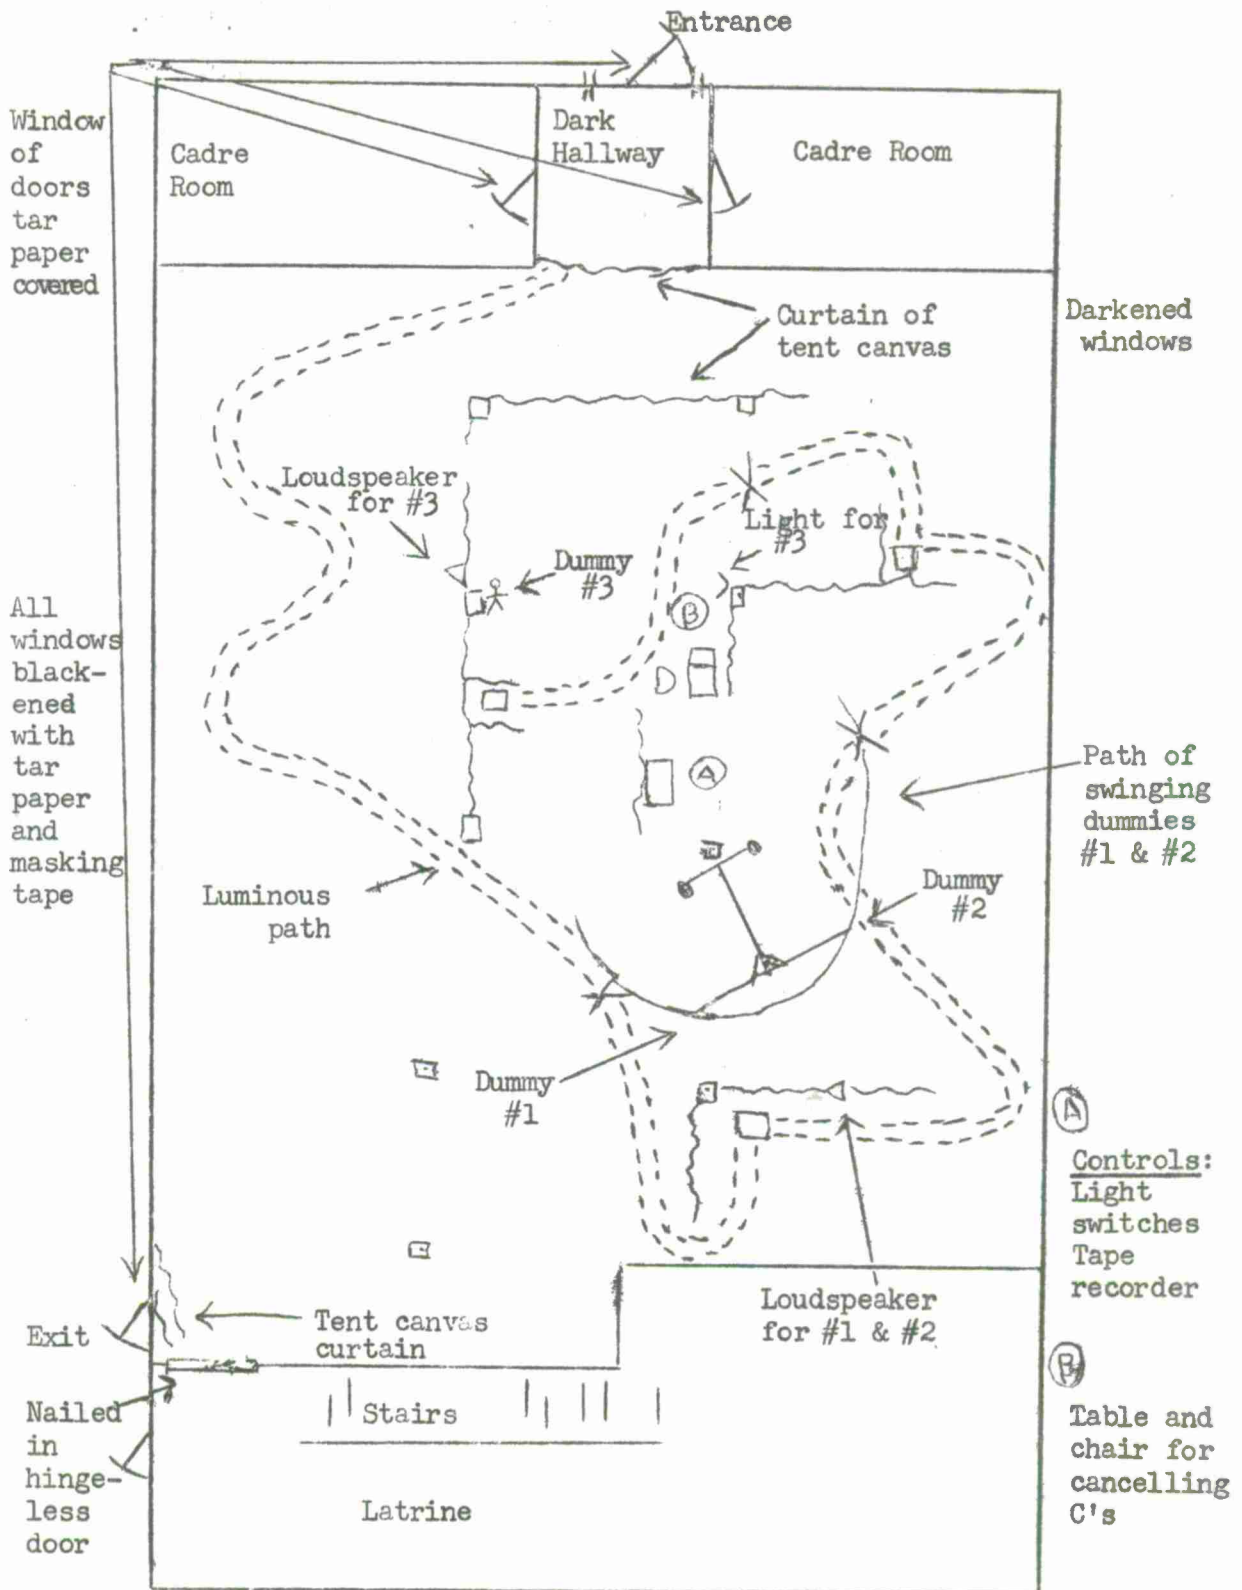 Entrance
Window
of
doors
tar
paper
covered
Cadre
Room
Dark
Hallway
Cadre Room
Curtain of
tent canvas
Darkened
windows
Loudspeaker
for #3
Light for
#3
Dummy
#3
B
All
windows
black-
ened
with
tar
paper
and
masking
tape
A
Path of
swinging
dummies
#1 & #2
Luminous
path
Dummy
#2
Dummy
#1
A
Controls:
Light
switches
Tape
recorder
Loudspeaker
for #1 & #2
Exit
Tent canvas
curtain
B
Nailed
in
hinge-
less
door
Stairs
Table and
chair for
cancelling
C's
Latrine